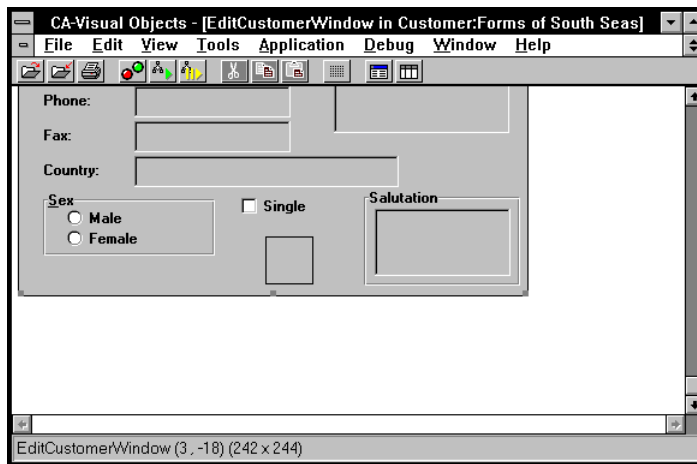 CA-Visual Objects - [EditCustomerWindow in Customer:Forms of South Seas]
File Edit View Tools Application Debug Window Help
Phone:
Fax:
Country:
Sex
Single
Salutation
Male
Female
EditCustomerWindow (3 , -18) (242 x 244)